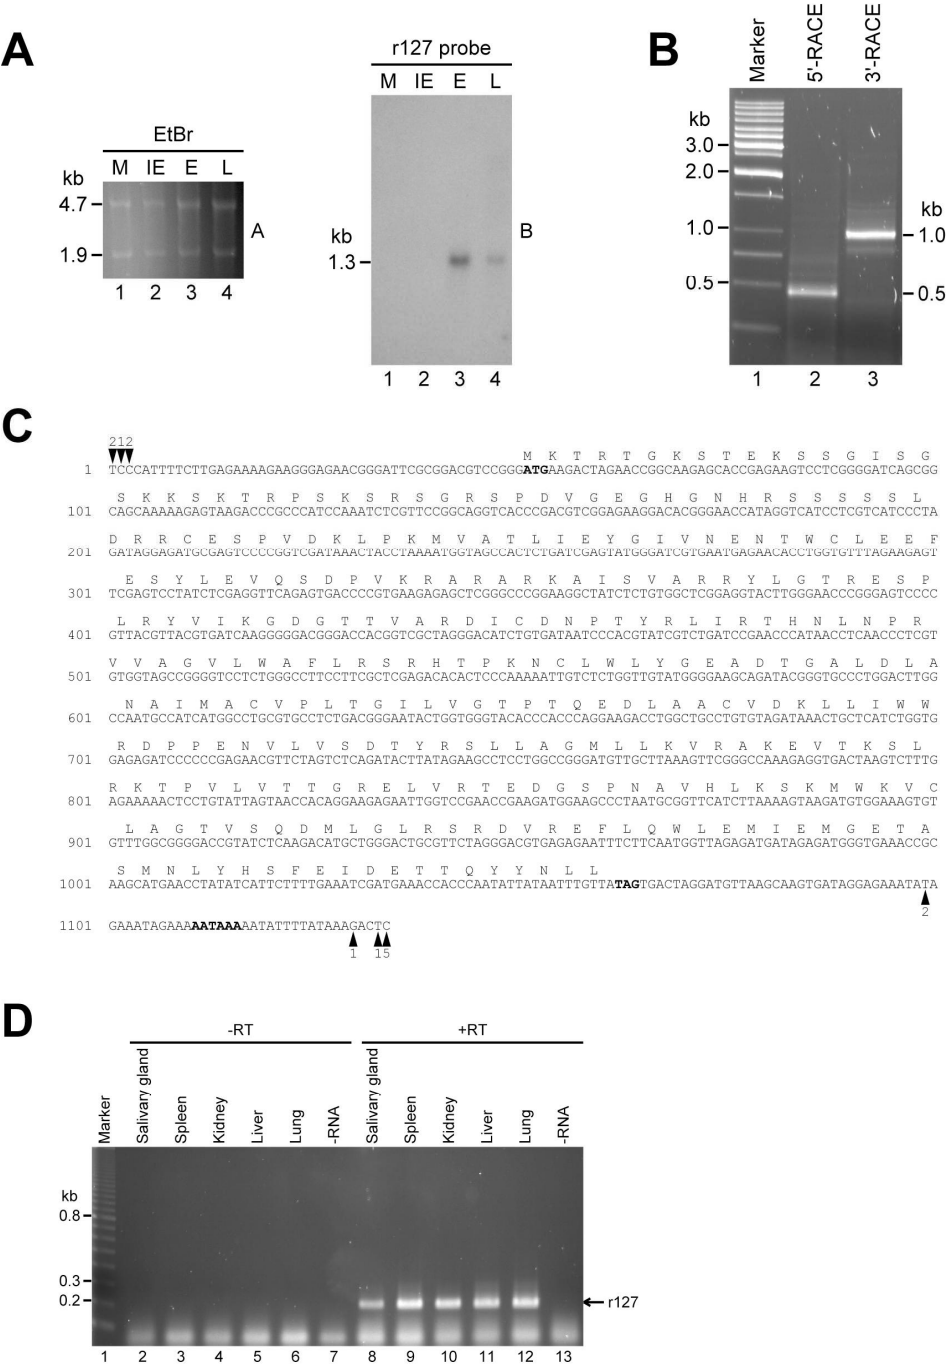 A
B
r127 probe
M IE E L
EtBr
M IE E L
kb
4.7
1.9
A
1 2 3 4
kb
1.3
B
1 2 3 4
Marker
5'-RACE
3'-RACE
kb
3.0
2.0
1.0
0.5
kb
1.0
0.5
1 2 3
C
212
M K T R T G K S T E K S S G I S G
1 TCCCATTTTCTTGAGAAAAGAAGGGAGAACGGGATTCGCGGACGTCCGGGATGAAGACTAGAACCGGCAAGAGCACCGAGAAGTCCTCGGGGATCAGCGG
S K K S K T R P S K S R S G R S P D V G E G H G N H R S S S S S L
101 CAGCAAAAAGAGTAAGACCCGCCCATCCAAATCTCGTTCCGGCAGGTCACCCGACGTCGGAGAAGGACACGGGAACCATAGGTCATCCTCGTCATCCCTA
D R R C E S P V D K L P K M V A T L I E Y G I V N E N T W C L E E F
201 GATAGGAGATGCGAGTCCCCGGTCGATAAACTACCTAAAATGGTAGCCACTCTGATCGAGTATGGGATCGTGAATGAGAACACCTGGTGTTTAGAAGAGT
E S Y L E V Q S D P V K R A R A R K A I S V A R R Y L G T R E S P
301 TCGAGTCCTATCTCGAGGTTCAGAGTGACCCCGTGAAGAGAGCTCGGGCCCGGAAGGCTATCTCTGTGGCTCGGAGGTACTTGGGAACCCGGGAGTCCCC
L R Y V I K G D G T T V A R D I C D N P T Y R L I R T H N L N P R
401 GTTACGTTACGTGATCAAGGGGGACGGGACCACGGTCGCTAGGGACATCTGTGATAATCCCACGTATCGTCTGATCCGAACCCATAACCTCAACCCTCGT
V V A G V L W A F L R S R H T P K N C L W L Y G E A D T G A L D L A
501 GTGGTAGCCGGGGTCCTCTGGGCCTTCCTTCGCTCGAGACACACTCCCAAAAATTGTCTCTGGTTGTATGGGGAAGCAGATACGGGTGCCCTGGACTTGG
N A I M A C V P L T G I L V G T P T Q E D L A A C V D K L L I W W
601 CCAATGCCATCATGGCCTGCGTGCCTCTGACGGGAATACTGGTGGGTACACCCACCCAGGAAGACCTGGCTGCCTGTGTAGATAAACTGCTCATCTGGTG
R D P P E N V L V S D T Y R S L L A G M L L K V R A K E V T K S L
701 GAGAGATCCCCCCGAGAACGTTCTAGTCTCAGATACTTATAGAAGCCTCCTGGCCGGGATGTTGCTTAAAGTTCGGGCCAAAGAGGTGACTAAGTCTTTG
R K T P V L V T T G R E L V R T E D G S P N A V H L K S K M W K V C
801 AGAAAAACTCCTGTATTAGTAACCACAGGAAGAGAATTGGTCCGAACCGAAGATGGAAGCCCTAATGCGGTTCATCTTAAAAGTAAGATGTGGAAAGTGT
L A G T V S Q D M L G L R S R D V R E F L Q W L E M I E M G E T A
901 GTTTGGCGGGGACCGTATCTCAAGACATGCTGGGACTGCGTTCTAGGGACGTGAGAGAATTTCTTCAATGGTTAGAGATGATAGAGATGGGTGAAACCGC
S M N L Y H S F E I D E T T Q Y Y N L L
1001 AAGCATGAACCTATATCATTCTTTTGAAATCGATGAAACCACCCAATATTATAATTTGTTATAGTGACTAGGATGTTAAGCAAGTGATAGGAGAAATATA
2
1101 GAAATAGAAAAATAAAAATATTTTATAAAGACTC
1 15
D
-RT
+RT
Marker
Salivary gland
Spleen
Kidney
Liver
Lung
-RNA
Salivary gland
Spleen
Kidney
Liver
Lung
-RNA
kb
0.8
0.3
0.2
r127
1 2 3 4 5 6 7 8 9 10 11 12 13